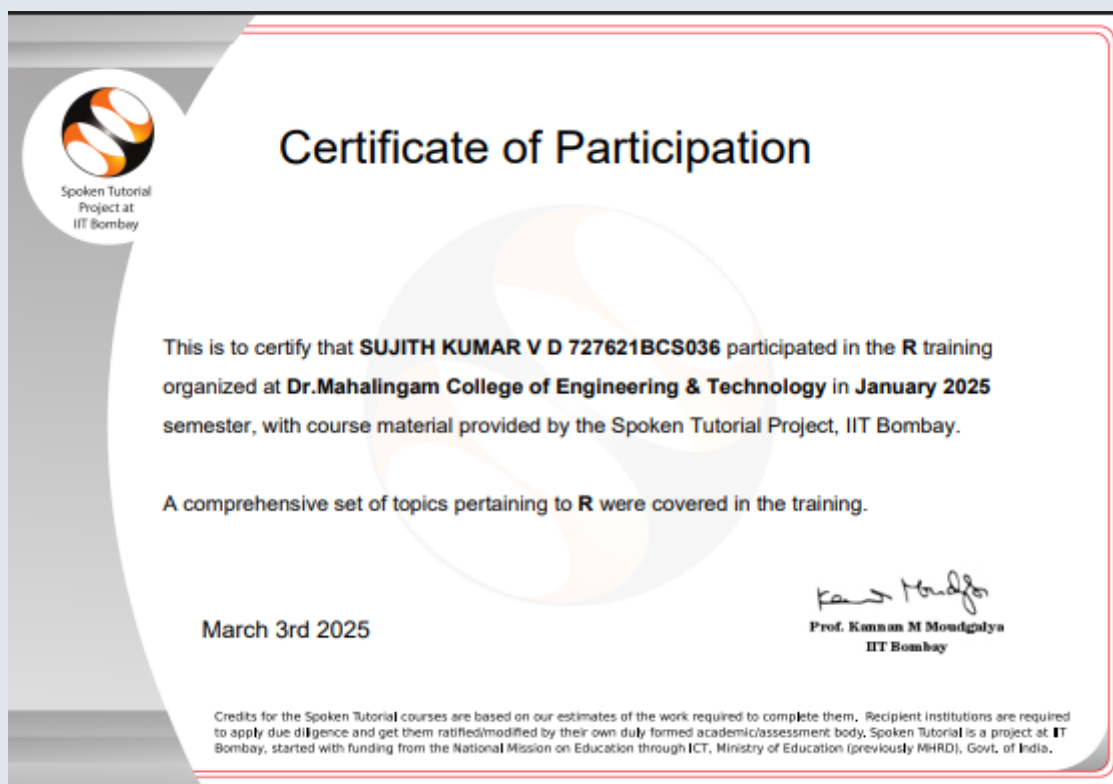 Spoken Tutorial
Project at
IIT Bombay
Certificate of Participation
This is to certify that SUJITH KUMAR V D 727621BCS036 participated in the R training
organized at Dr.Mahalingam College of Engineering & Technology in January 2025
semester, with course material provided by the Spoken Tutorial Project, IIT Bombay.
A comprehensive set of topics pertaining to R were covered in the training.
March 3rd 2025
Prof. Kannan M Moudgalya
IIT Bombay
Credits for the Spoken Tutorial courses are based on our estimates of the work required to complete them. Recipient institutions are required
to apply due diligence and get them ratified/modified by their own duly formed academic/assessment body. Spoken Tutorial is a project at IIT
Bombay, started with funding from the National Mission on Education through ICT, Ministry of Education (previously MHRD), Govt. of India.